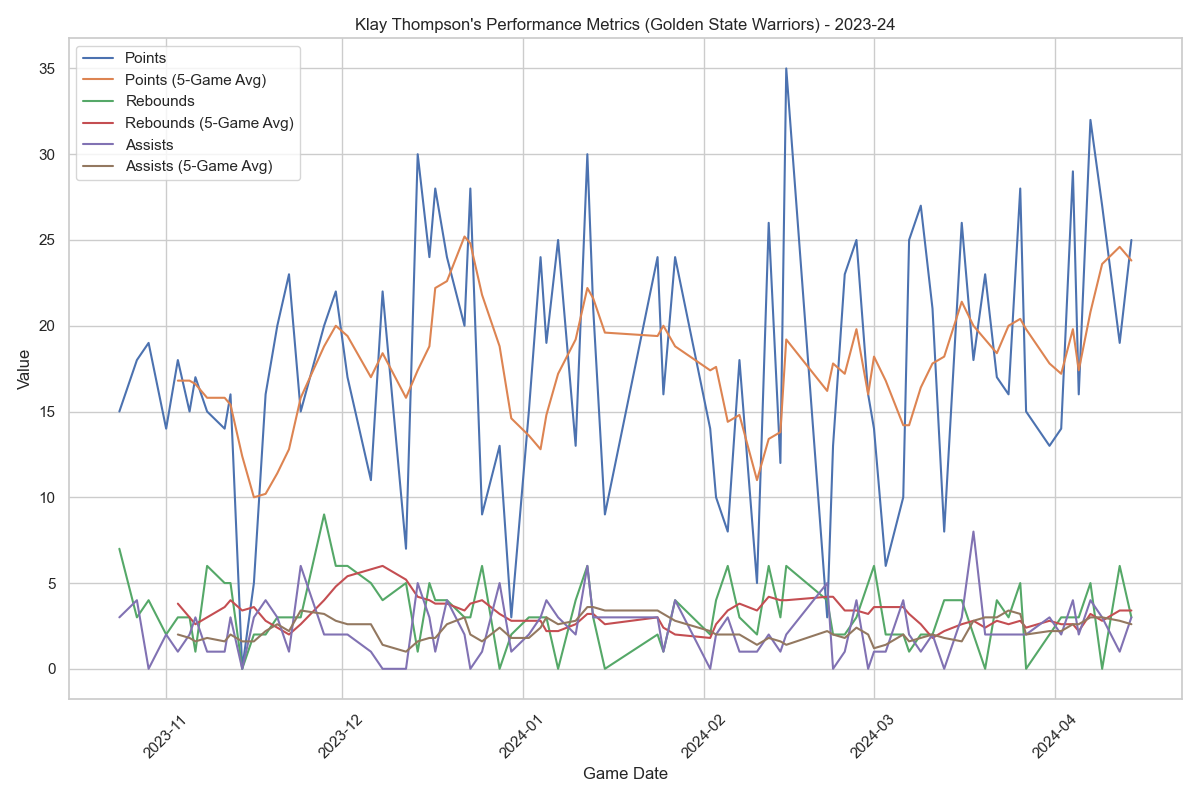 Klay Thompson's Performance Metrics (Golden State Warriors) - 2023-24
Points
Points (5-Game Avg)
Rebounds
Rebounds (5-Game Avg)
Assists
Assists (5-Game Avg)
35
30
25
20
15
10
5
0
Value
2023-11
2023-12
2024-01
2024-02
2024-03
2024-04
Game Date